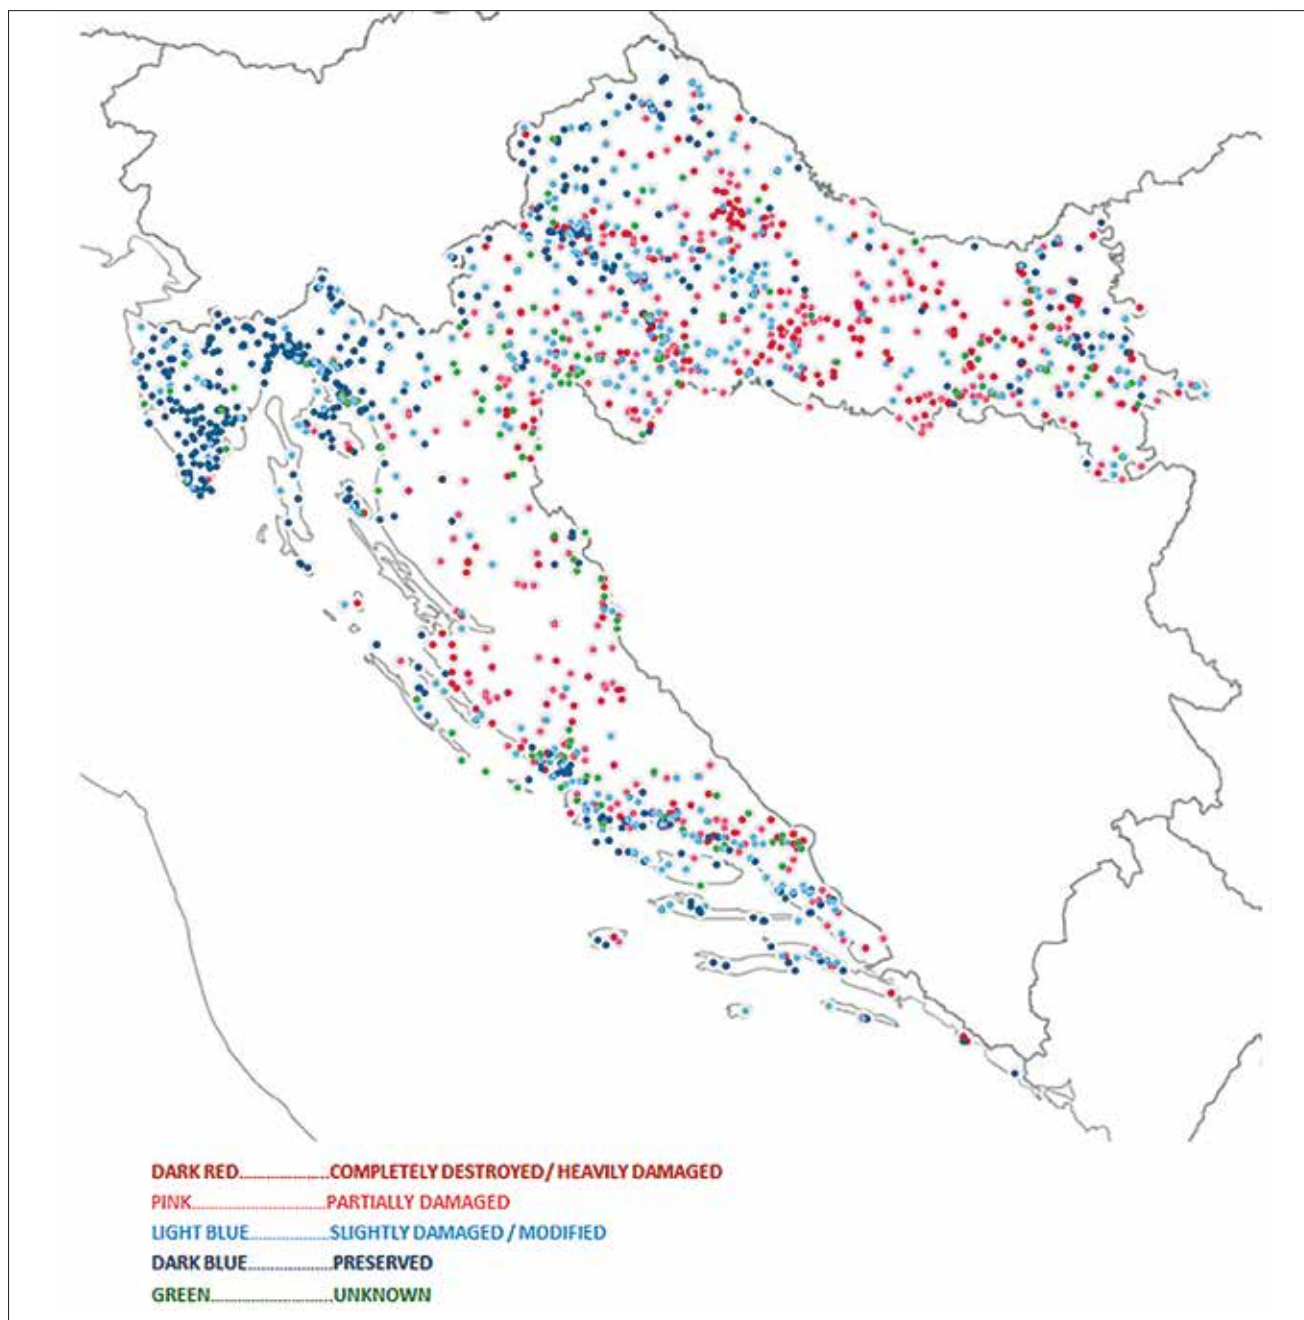 DARK RED.....................COMPLETELY DESTROYED / HEAVILY DAMAGED
PINK................................PARTIALLY DAMAGED
LIGHT BLUE...................SLIGHTLY DAMAGED / MODIFIED
DARK BLUE....................PRESERVED
GREEN.............................UNKNOWN